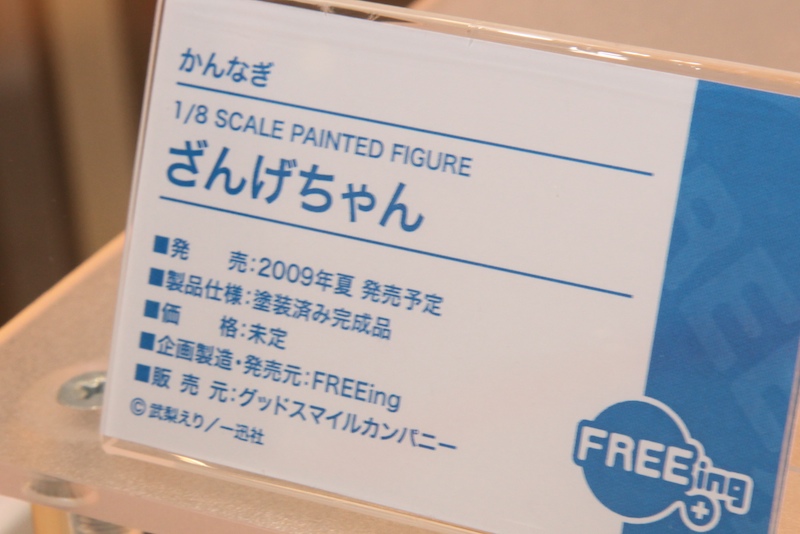 かんなぎ
1/8 SCALE PAINTED FIGURE
ざんげちゃん
■発　売：2009年夏 発売予定
■製品仕様：塗装済み完成品
■価　格：未定
■企画製造・発売元：FREEing
■販 売 元：グッドスマイルカンパニー
©武梨えり／一迅社
FREEing